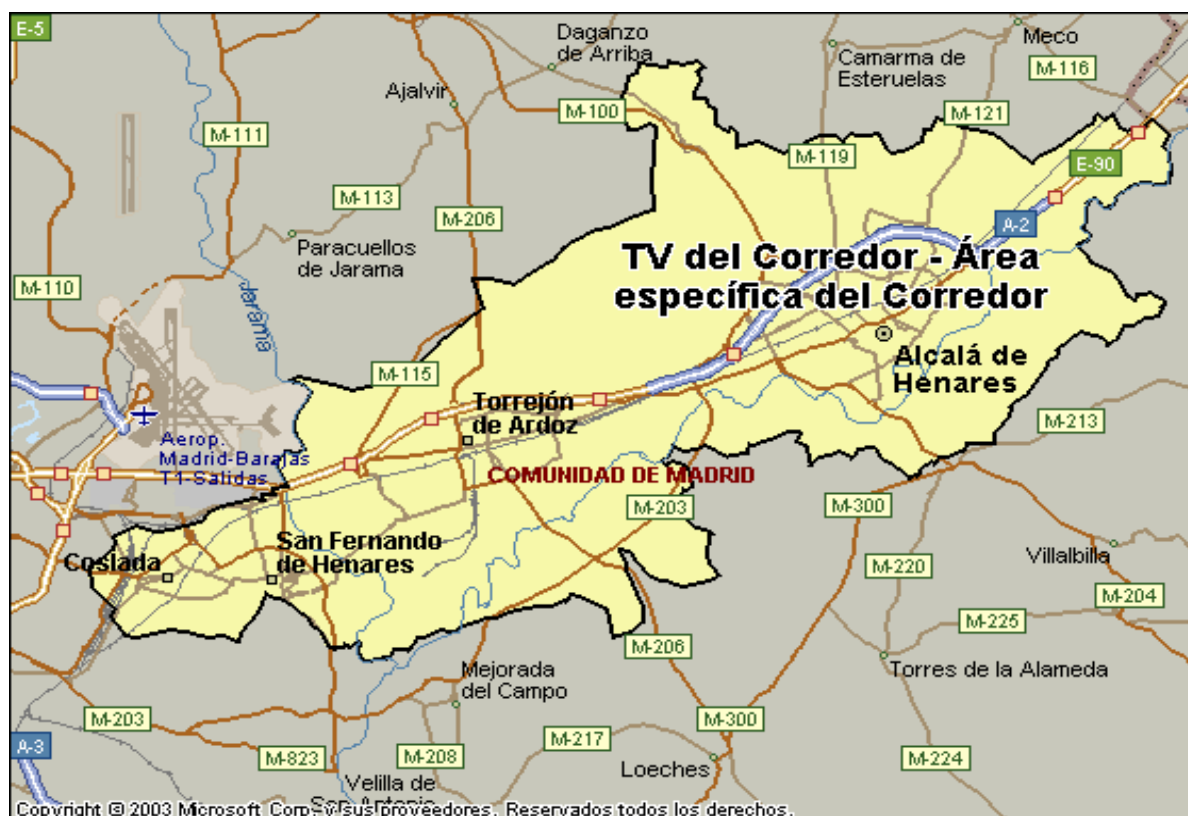 E-5
Daganzo
de Arriba
Meco
Camarma de
Esteruelas
M-116
Ajalvir
M-100
M-121
M-111
M-119
E-90
M-113
M-206
A-2
Paracuellos
de Jarama
TV del Corredor - Área
específica del Corredor
M-110
Jarama
Alcalá de
Henares
M-115
Torrejón
de Ardoz
M-213
Aerop.
Madrid-Barajas
T1-Salidas
COMUNIDAD DE MADRID
M-203
M-300
San Fernando
de Henares
Coslada
Villalbilla
M-220
M-204
M-225
M-206
Mejorada
del Campo
Torres de la Alameda
M-203
M-300
A-3
M-823
M-208
M-217
Loeches
M-224
Velilla de
San Antonio
Copyright © 2003 Microsoft Corp. y sus proveedores. Reservados todos los derechos.